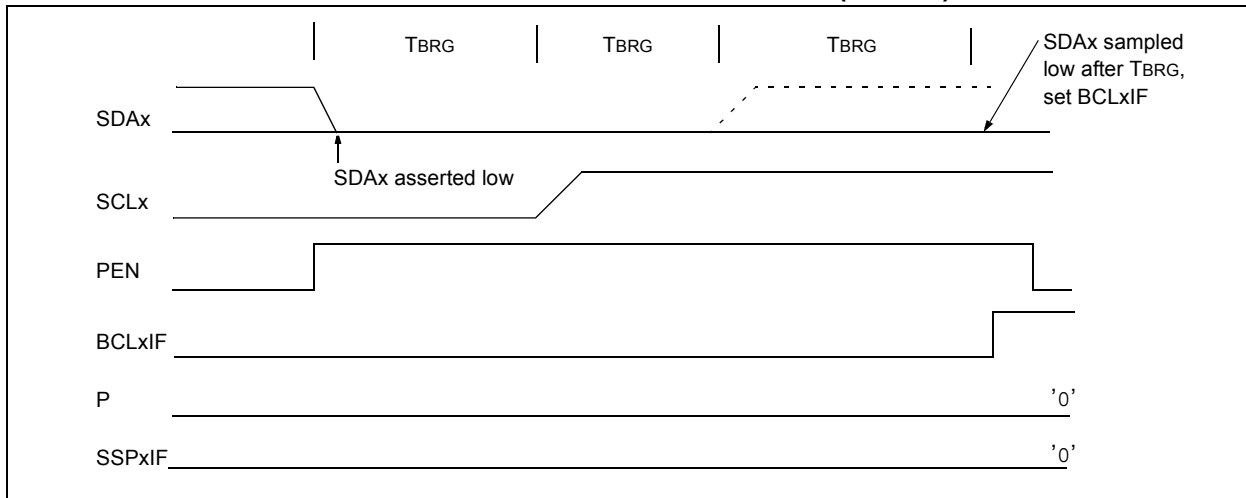 TBRG TBRG TBRG
SDAx sampled
low after TBRG,
set BCLxIF
SDAx
SDAx asserted low
SCLx
PEN
BCLxIF
P '0'
SSPxIF '0'